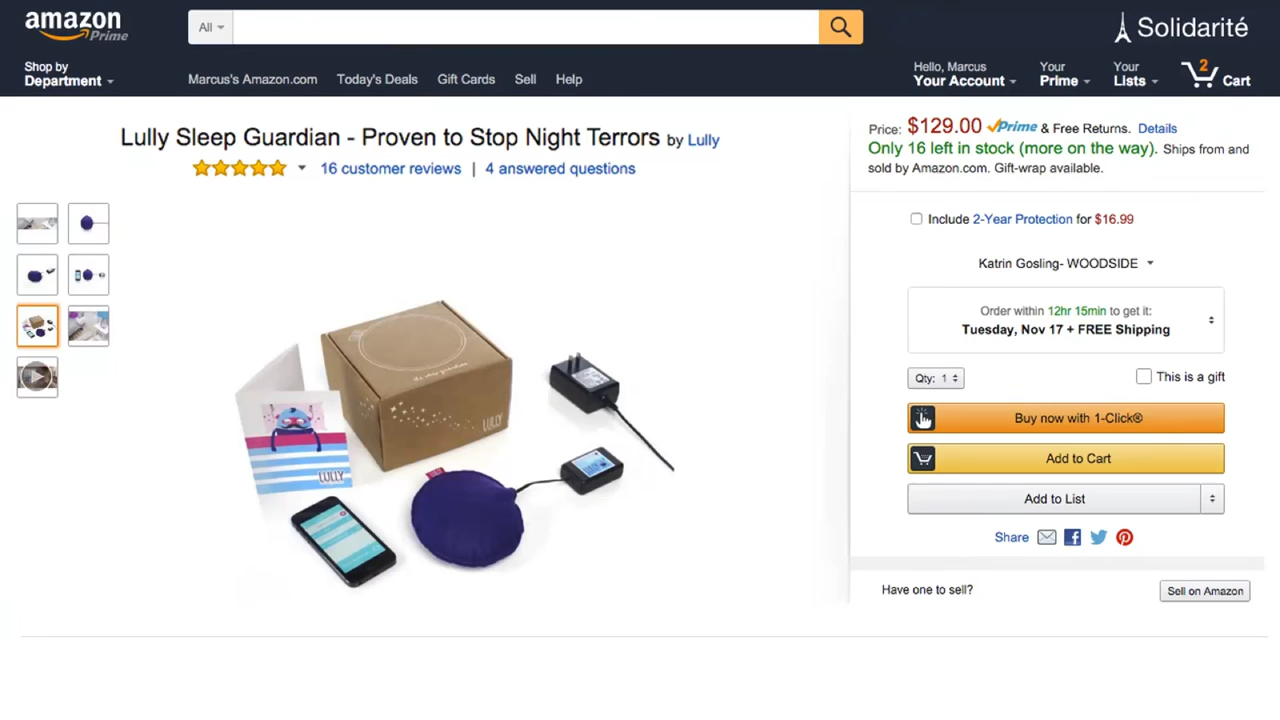 amazon
Prime
All
Solidarité
Shop by
Department
Marcus's Amazon.com
Today's Deals
Gift Cards
Sell
Help
Hello, Marcus
Your Account
Your
Prime
Your
Lists
2
Cart
Lully Sleep Guardian - Proven to Stop Night Terrors by Lully
16 customer reviews | 4 answered questions
Price: $129.00 Prime & Free Returns. Details
Only 16 left in stock (more on the way). Ships from and
sold by Amazon.com. Gift-wrap available.
Include 2-Year Protection for $16.99
Katrin Gosling- WOODSIDE
Order within 12hr 15min to get it:
Tuesday, Nov 17 + FREE Shipping
Qty: 1
This is a gift
Buy now with 1-Click®
Add to Cart
Add to List
Share
Have one to sell?
Sell on Amazon
LULLY
LULLY